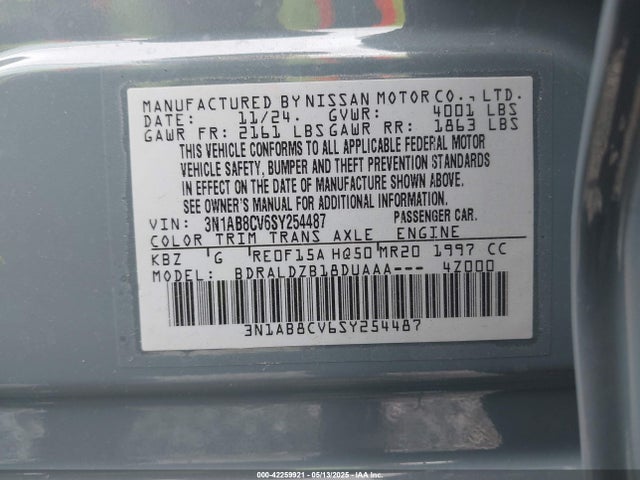 MANUFACTURED BY NISSAN MOTOR CO., LTD.
DATE: 11/24. GVWR: 4001 LBS
GAWR FR: 2161 LBS GAWR RR: 1863 LBS
THIS VEHICLE CONFORMS TO ALL APPLICABLE FEDERAL MOTOR
VEHICLE SAFETY, BUMPER AND THEFT PREVENTION STANDARDS
IN EFFECT ON THE DATE OF MANUFACTURE SHOWN ABOVE.
SEE OWNER'S MANUAL FOR ADDITIONAL INFORMATION.
VIN: 3N1AB8CV6SY254487 PASSENGER CAR.
COLOR TRIM TRANS AXLE ENGINE
KBZ G RE0F15A HQ50 MR20 1997 CC
MODEL: BDRALDZB18DUAAA--- 4Z000
3N1AB8CV6SY254487
000-42259921 - 05/13/2025 - IAA Inc.